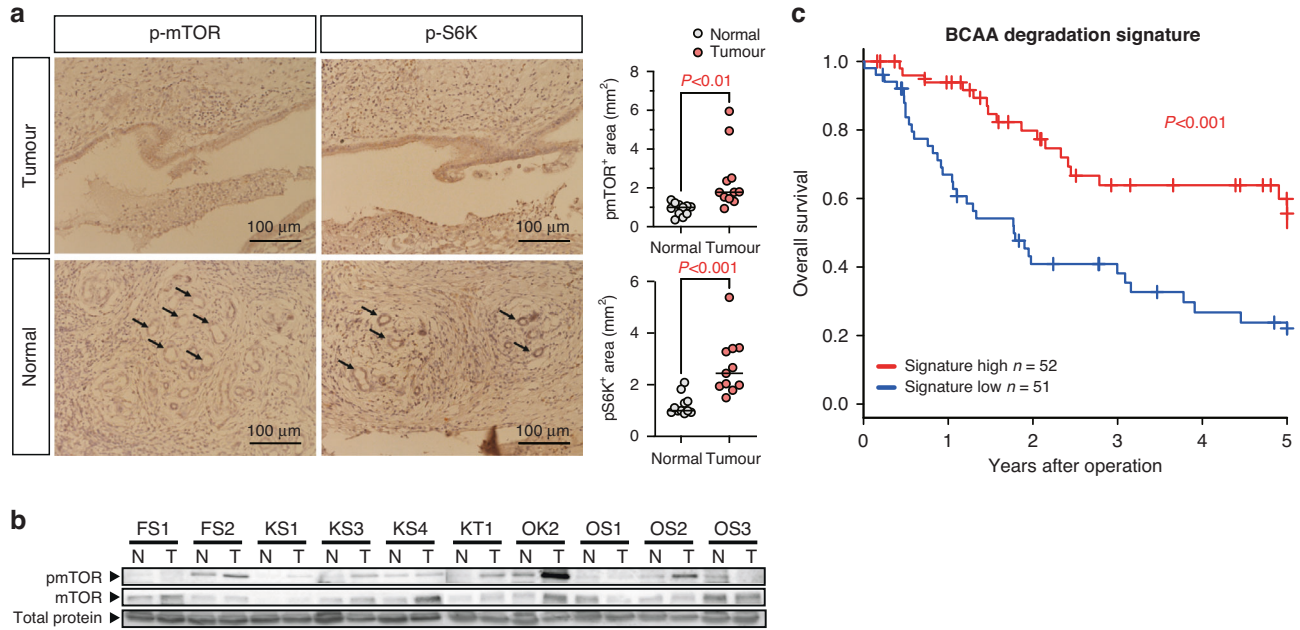 a
p-mTOR
p-S6K
Tumour
Normal
100 µm
100 µm
100 µm
100 µm
Normal
Tumour
P<0.01
pmTOR+ area (mm²)
8
6
4
2
0
Normal Tumour
P<0.001
pS6K+ area (mm²)
6
4
2
0
Normal Tumour
c
BCAA degradation signature
P<0.001
Overall survival
1.0
0.8
0.6
0.4
0.2
0.0
Signature high n = 52
Signature low n = 51
0 1 2 3 4 5
Years after operation
b
FS1 FS2 KS1 KS3 KS4 KT1 OK2 OS1 OS2 OS3
N T N T N T N T N T N T N T N T N T N T
pmTOR
mTOR
Total protein